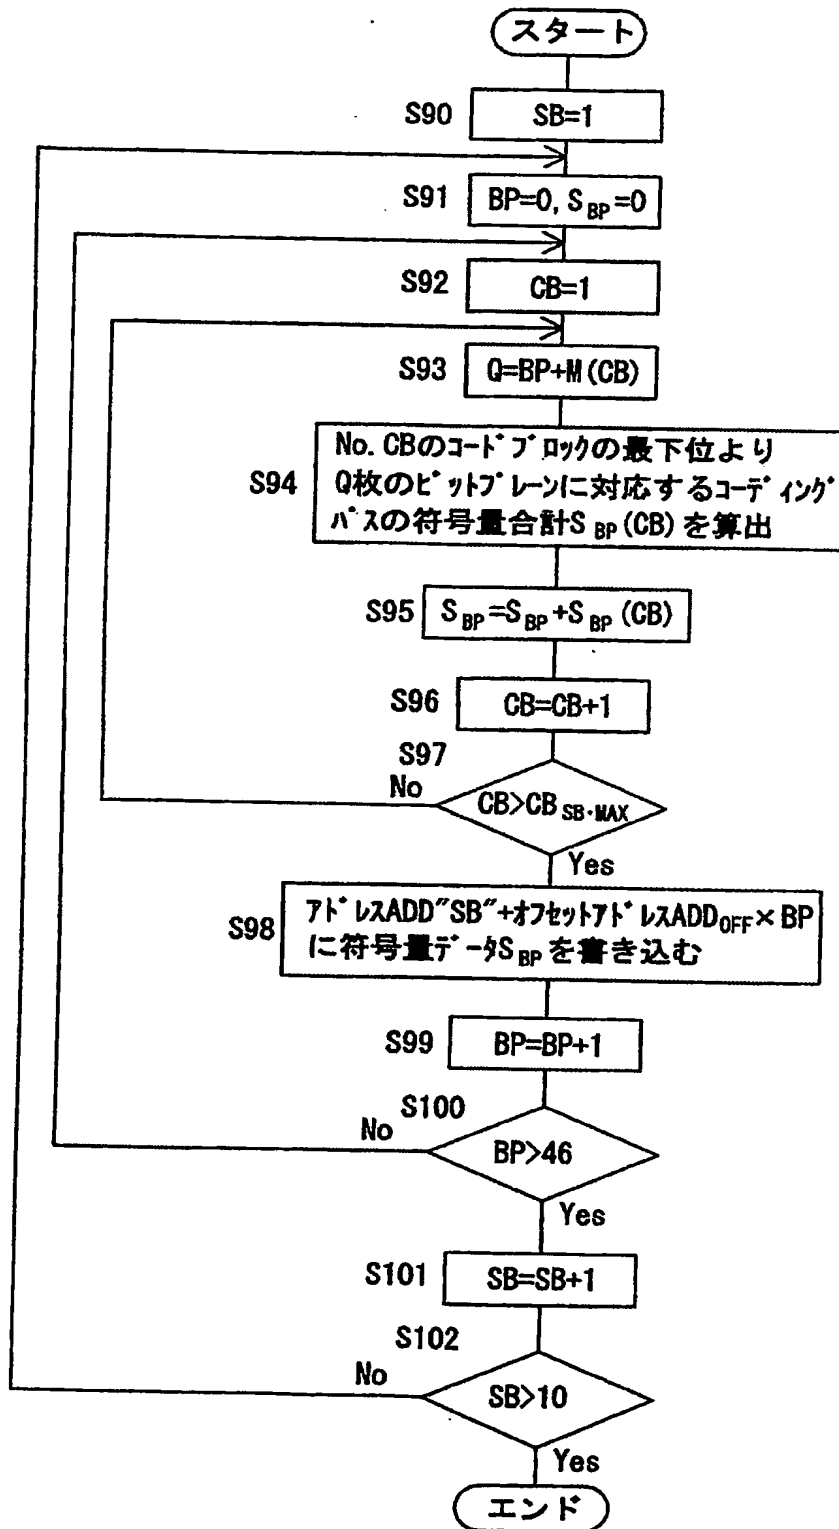 スタート
S90
SB=1
S91
BP=0, S_BP=0
S92
CB=1
S93
Q=BP+M(CB)
S94
No. CBのコードブロックの最下位より
Q枚のビットプレーンに対応するコーディング
パスの符号量合計S_BP(CB)を算出
S95
S_BP=S_BP+S_BP(CB)
S96
CB=CB+1
S97
No
CB>CB_SB・MAX
Yes
S98
アドレスADD"SB"+オフセットアドレスADD_OFF×BP
に符号量データS_BPを書き込む
S99
BP=BP+1
S100
No
BP>46
Yes
S101
SB=SB+1
S102
No
SB>10
Yes
エンド